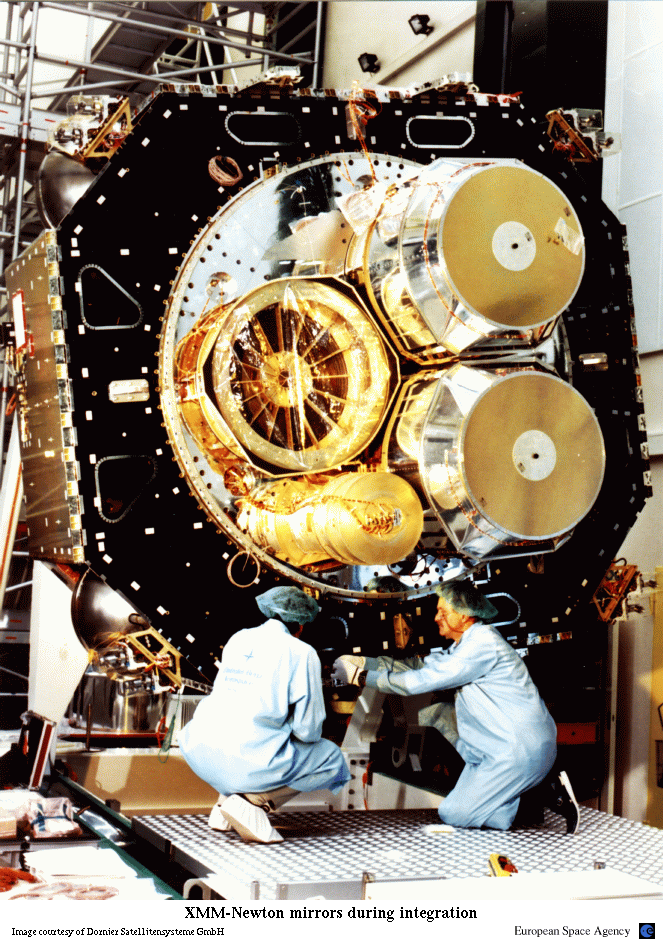 XMM-Newton mirrors during integration
Image courtesy of Dornier Satellitensysteme GmbH
European Space Agency